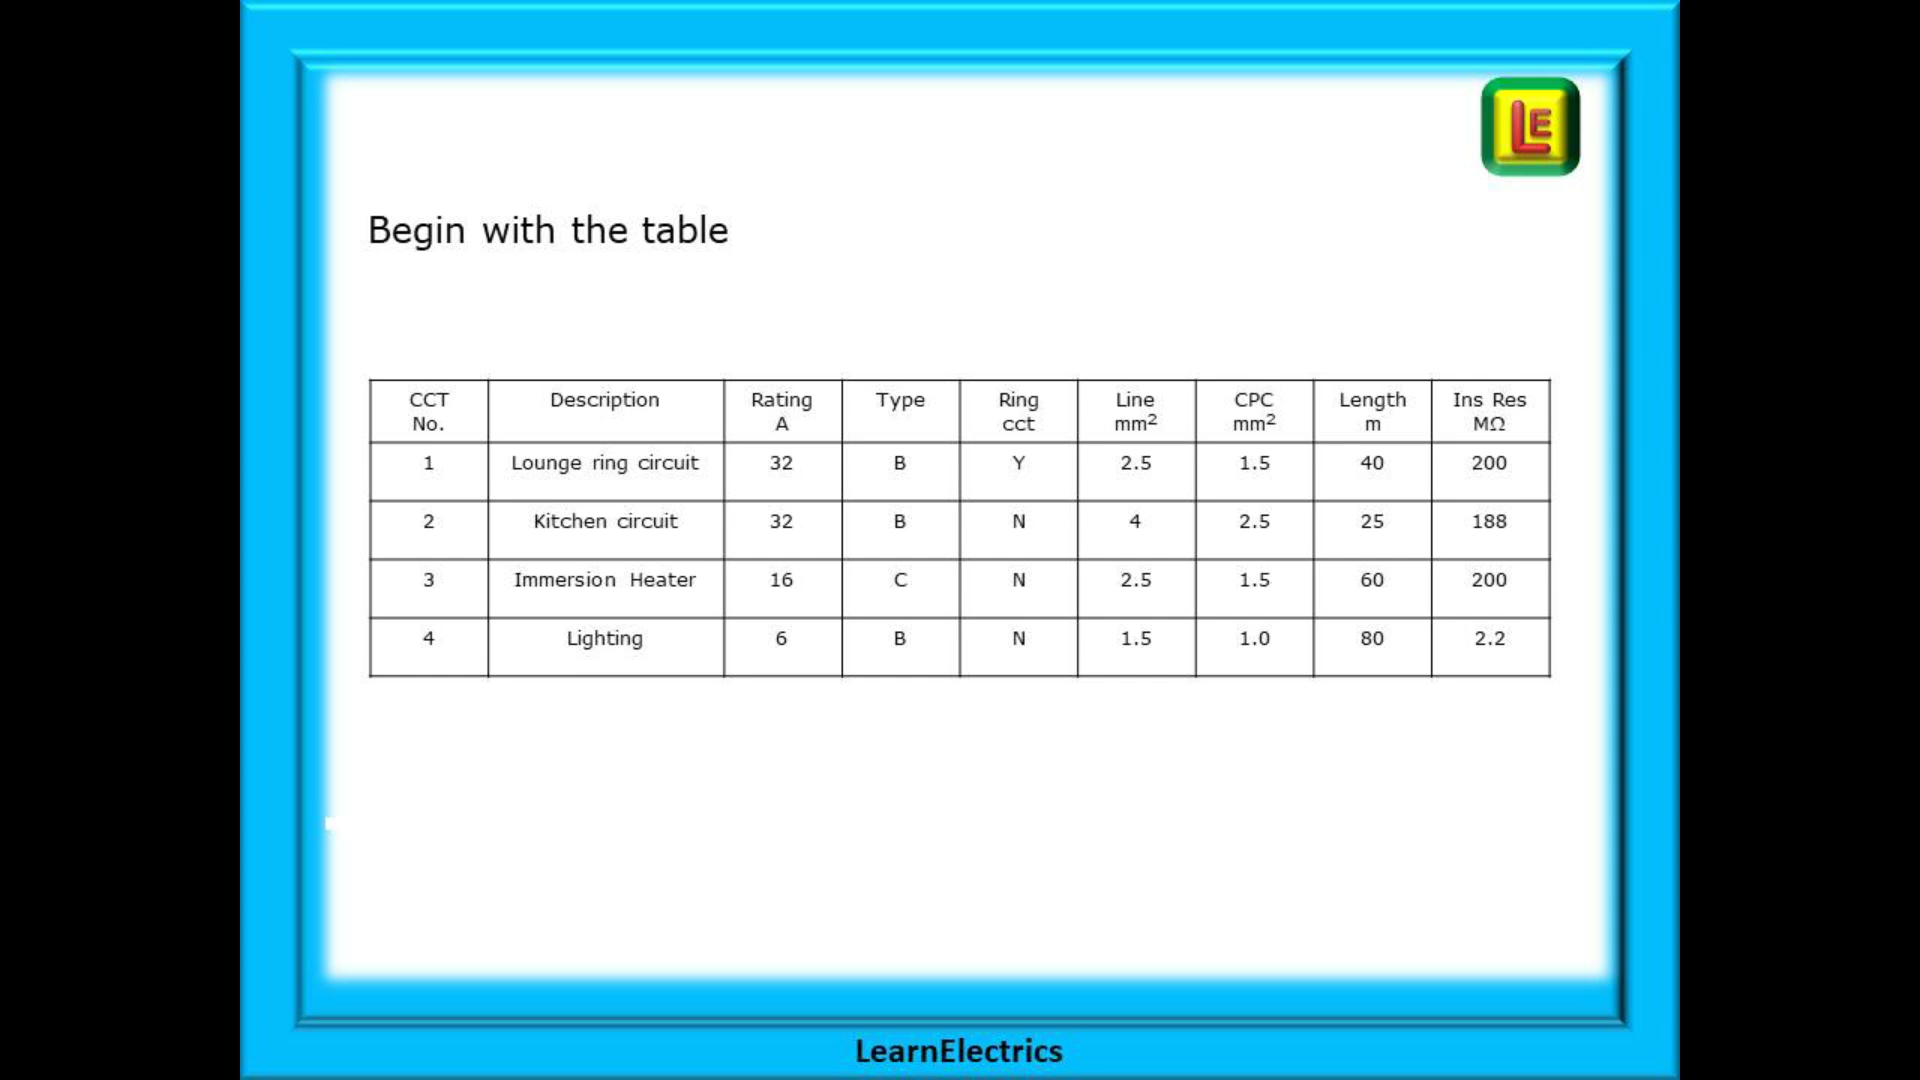 LE
Begin with the table
CCT No. Description Rating A Type Ring cct Line mm² CPC mm² Length m Ins Res MΩ
1 Lounge ring circuit 32 B Y 2.5 1.5 40 200
2 Kitchen circuit 32 B N 4 2.5 25 188
3 Immersion Heater 16 C N 2.5 1.5 60 200
4 Lighting 6 B N 1.5 1.0 80 2.2
LearnElectrics